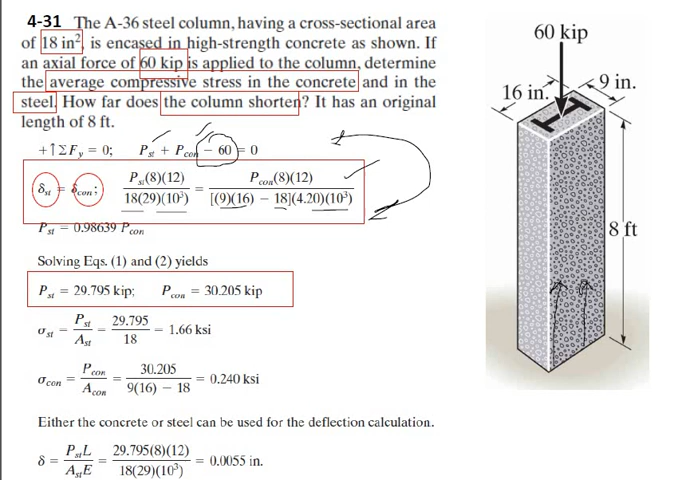 4-31 The A-36 steel column, having a cross-sectional area
of 18 in², is encased in high-strength concrete as shown. If
an axial force of 60 kip is applied to the column, determine
the average compressive stress in the concrete and in the
steel. How far does the column shorten? It has an original
length of 8 ft.
+↑ΣF_y = 0; P_st + P_con − 60 = 0
δ_st = δ_con; P_st(8)(12) / 18(29)(10³) = P_con(8)(12) / [(9)(16) − 18](4.20)(10³)
P_st = 0.98639 P_con
Solving Eqs. (1) and (2) yields
P_st = 29.795 kip; P_con = 30.205 kip
σ_st = P_st / A_st = 29.795 / 18 = 1.66 ksi
σ_con = P_con / A_con = 30.205 / 9(16) − 18 = 0.240 ksi
Either the concrete or steel can be used for the deflection calculation.
δ = P_st L / A_st E = 29.795(8)(12) / 18(29)(10³) = 0.0055 in.
60 kip
16 in.
9 in.
8 ft